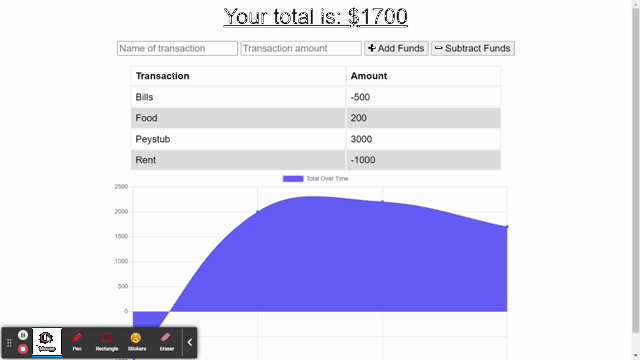 Your total is: $1700
Name of transaction Transaction amount Add Funds Subtract Funds
Transaction Amount
Bills -500
Food 200
Peystub 3000
Rent -1000
Total Over Time
2500
2000
1500
1000
500
0
Pen Rectangle Stickers Eraser